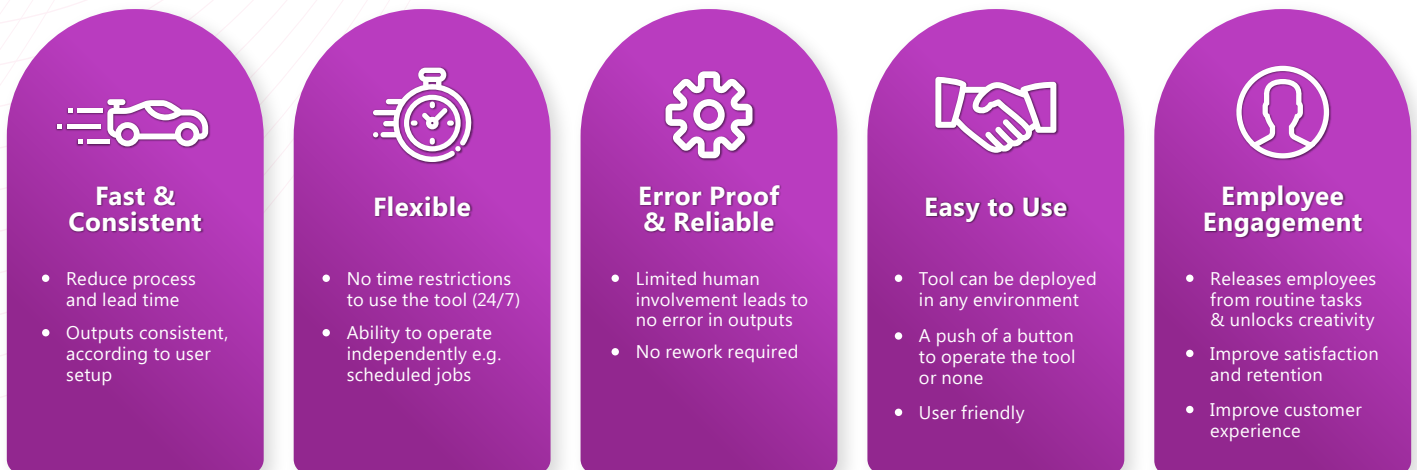 Fast &
Consistent
• Reduce process
and lead time
• Outputs consistent,
according to user
setup
Flexible
• No time restrictions
to use the tool (24/7)
• Ability to operate
independently e.g.
scheduled jobs
Error Proof
& Reliable
• Limited human
involvement leads to
no error in outputs
• No rework required
Easy to Use
• Tool can be deployed
in any environment
• A push of a button
to operate the tool
or none
• User friendly
Employee
Engagement
• Releases employees
from routine tasks
& unlocks creativity
• Improve satisfaction
and retention
• Improve customer
experience